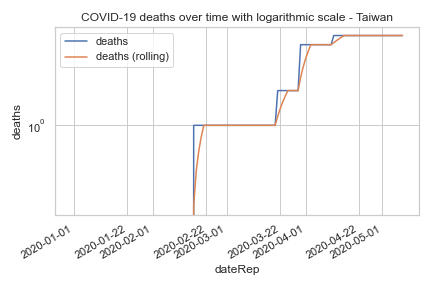 COVID-19 deaths over time with logarithmic scale - Taiwan
deaths
deaths (rolling)
deaths
10^0
2020-01-01
2020-01-22
2020-02-01
2020-02-22
2020-03-01
2020-03-22
2020-04-01
2020-04-22
2020-05-01
dateRep